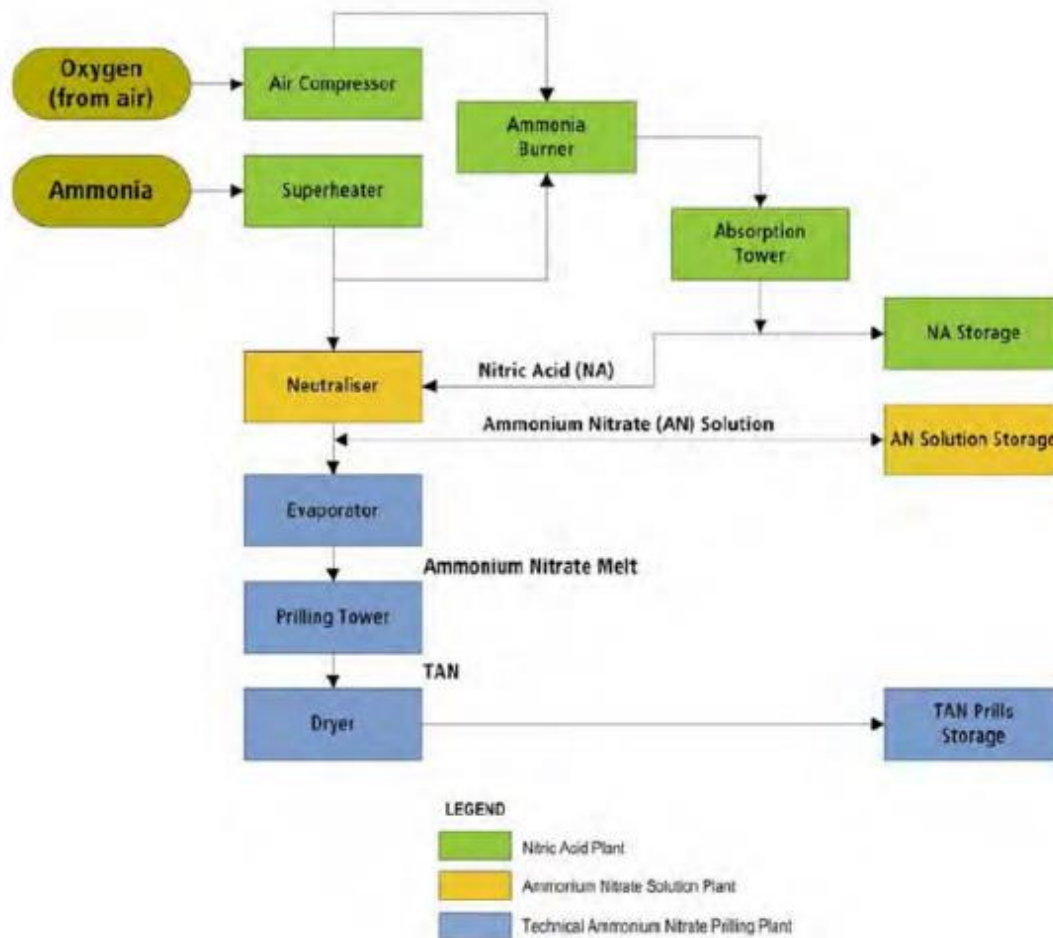 Oxygen
(from air)
Air Compressor
Ammonia
Burner
Ammonia
Superheater
Absorption
Tower
NA Storage
Nitric Acid (NA)
Neutraliser
Ammonium Nitrate (AN) Solution
AN Solution Storage
Evaporator
Ammonium Nitrate Melt
Prilling Tower
TAN
Dryer
TAN Prills
Storage
LEGEND
Nitric Acid Plant
Ammonium Nitrate Solution Plant
Technical Ammonium Nitrate Prilling Plant